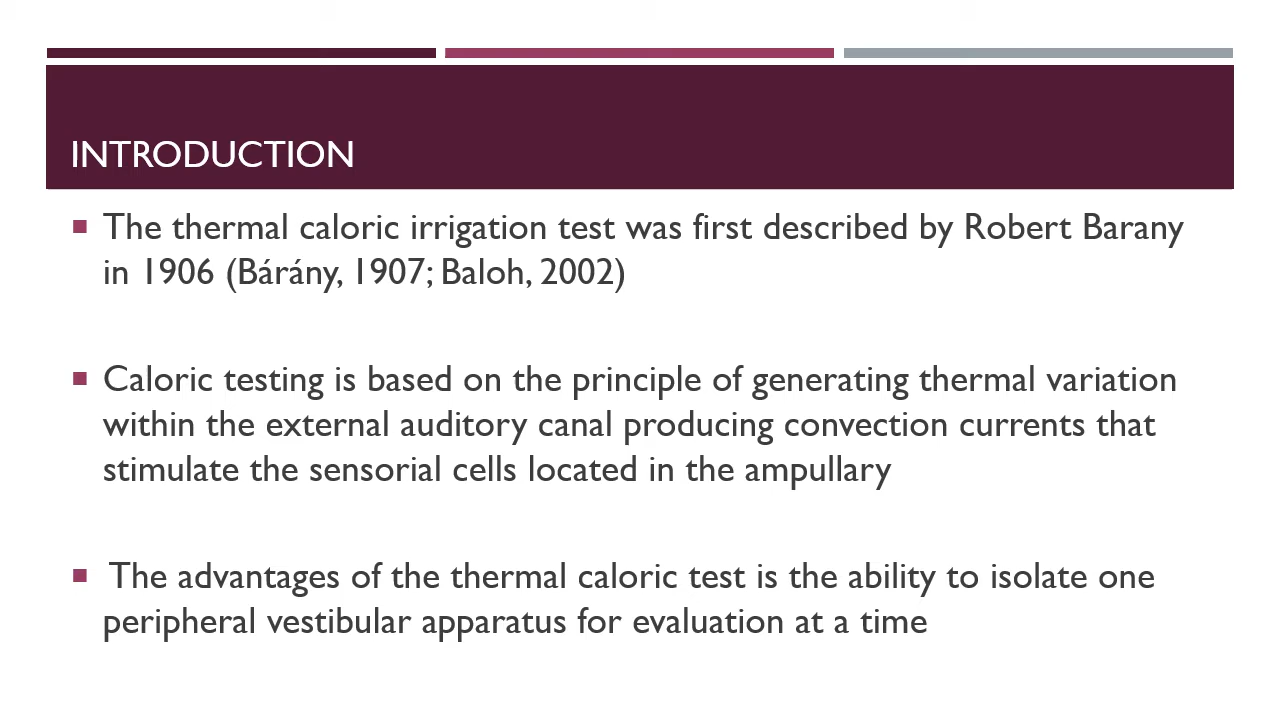 INTRODUCTION
The thermal caloric irrigation test was first described by Robert Barany
in 1906 (Bárány, 1907; Baloh, 2002)
Caloric testing is based on the principle of generating thermal variation
within the external auditory canal producing convection currents that
stimulate the sensorial cells located in the ampullary
The advantages of the thermal caloric test is the ability to isolate one
peripheral vestibular apparatus for evaluation at a time